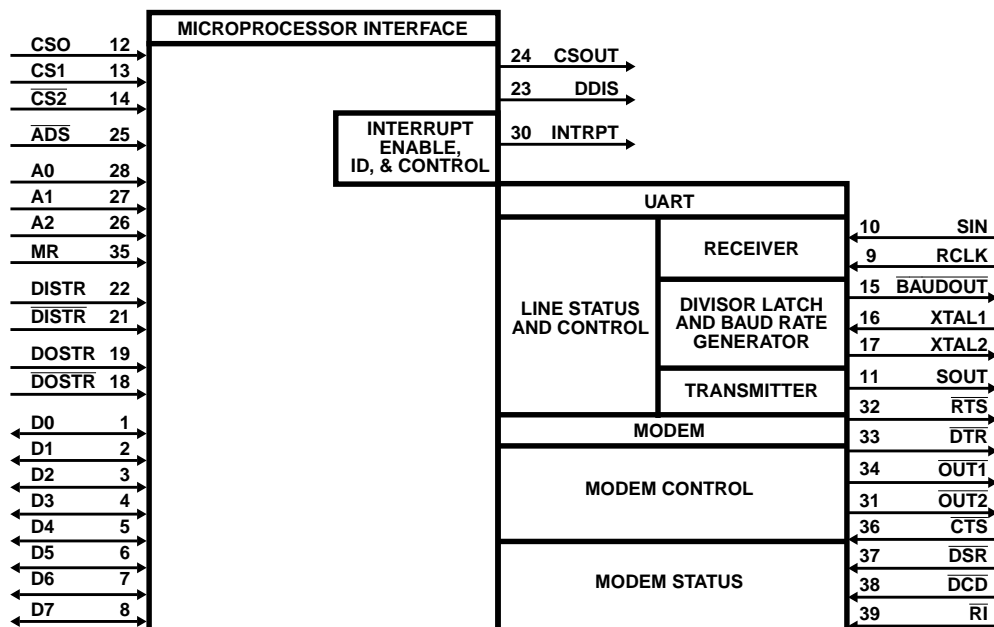 MICROPROCESSOR INTERFACE
CSO 12
CS1 13
CS2 14
ADS 25
A0 28
A1 27
A2 26
MR 35
DISTR 22
DISTR 21
DOSTR 19
DOSTR 18
D0 1
D1 2
D2 3
D3 4
D4 5
D5 6
D6 7
D7 8
24 CSOUT
23 DDIS
30 INTRPT
INTERRUPT
ENABLE,
ID, & CONTROL
UART
LINE STATUS
AND CONTROL
RECEIVER
DIVISOR LATCH
AND BAUD RATE
GENERATOR
TRANSMITTER
MODEM
MODEM CONTROL
MODEM STATUS
10 SIN
9 RCLK
15 BAUDOUT
16 XTAL1
17 XTAL2
11 SOUT
32 RTS
33 DTR
34 OUT1
31 OUT2
36 CTS
37 DSR
38 DCD
39 RI